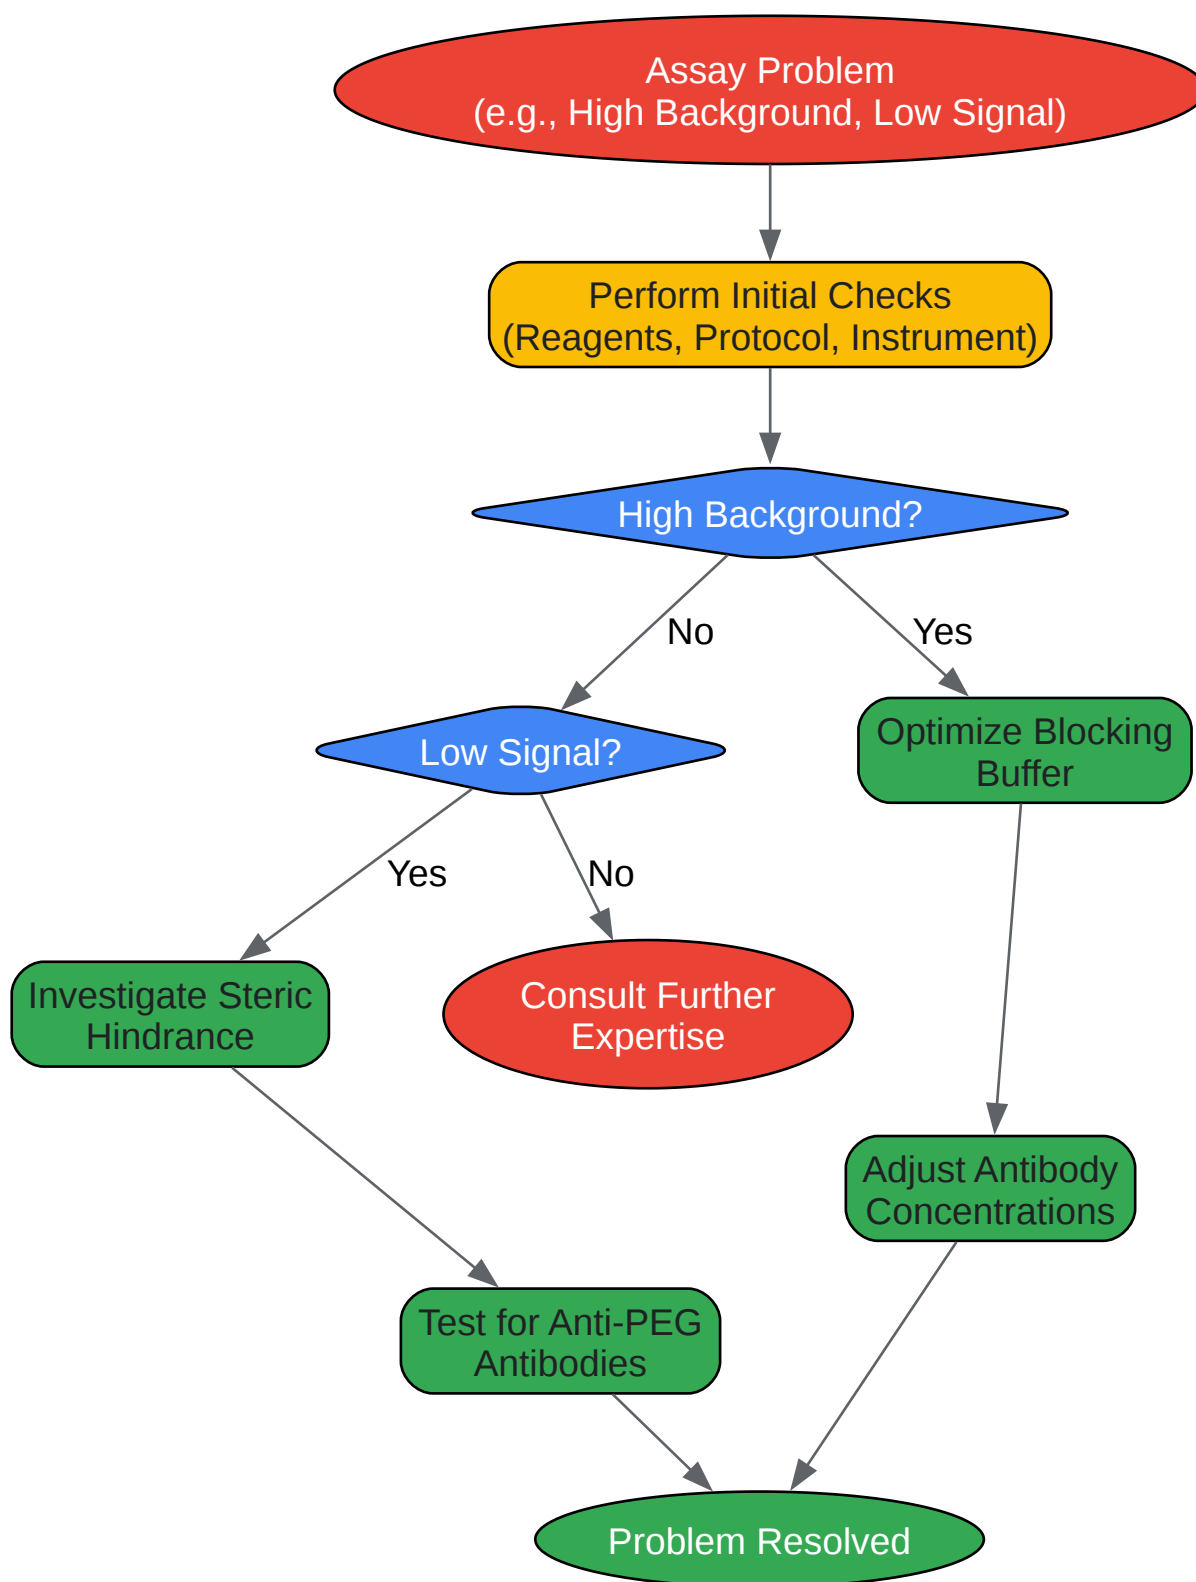 Assay Problem
(e.g., High Background, Low Signal)
Perform Initial Checks
(Reagents, Protocol, Instrument)
High Background?
No
Yes
Low Signal?
Optimize Blocking
Buffer
Yes
No
Investigate Steric
Hindrance
Consult Further
Expertise
Adjust Antibody
Concentrations
Test for Anti-PEG
Antibodies
Problem Resolved